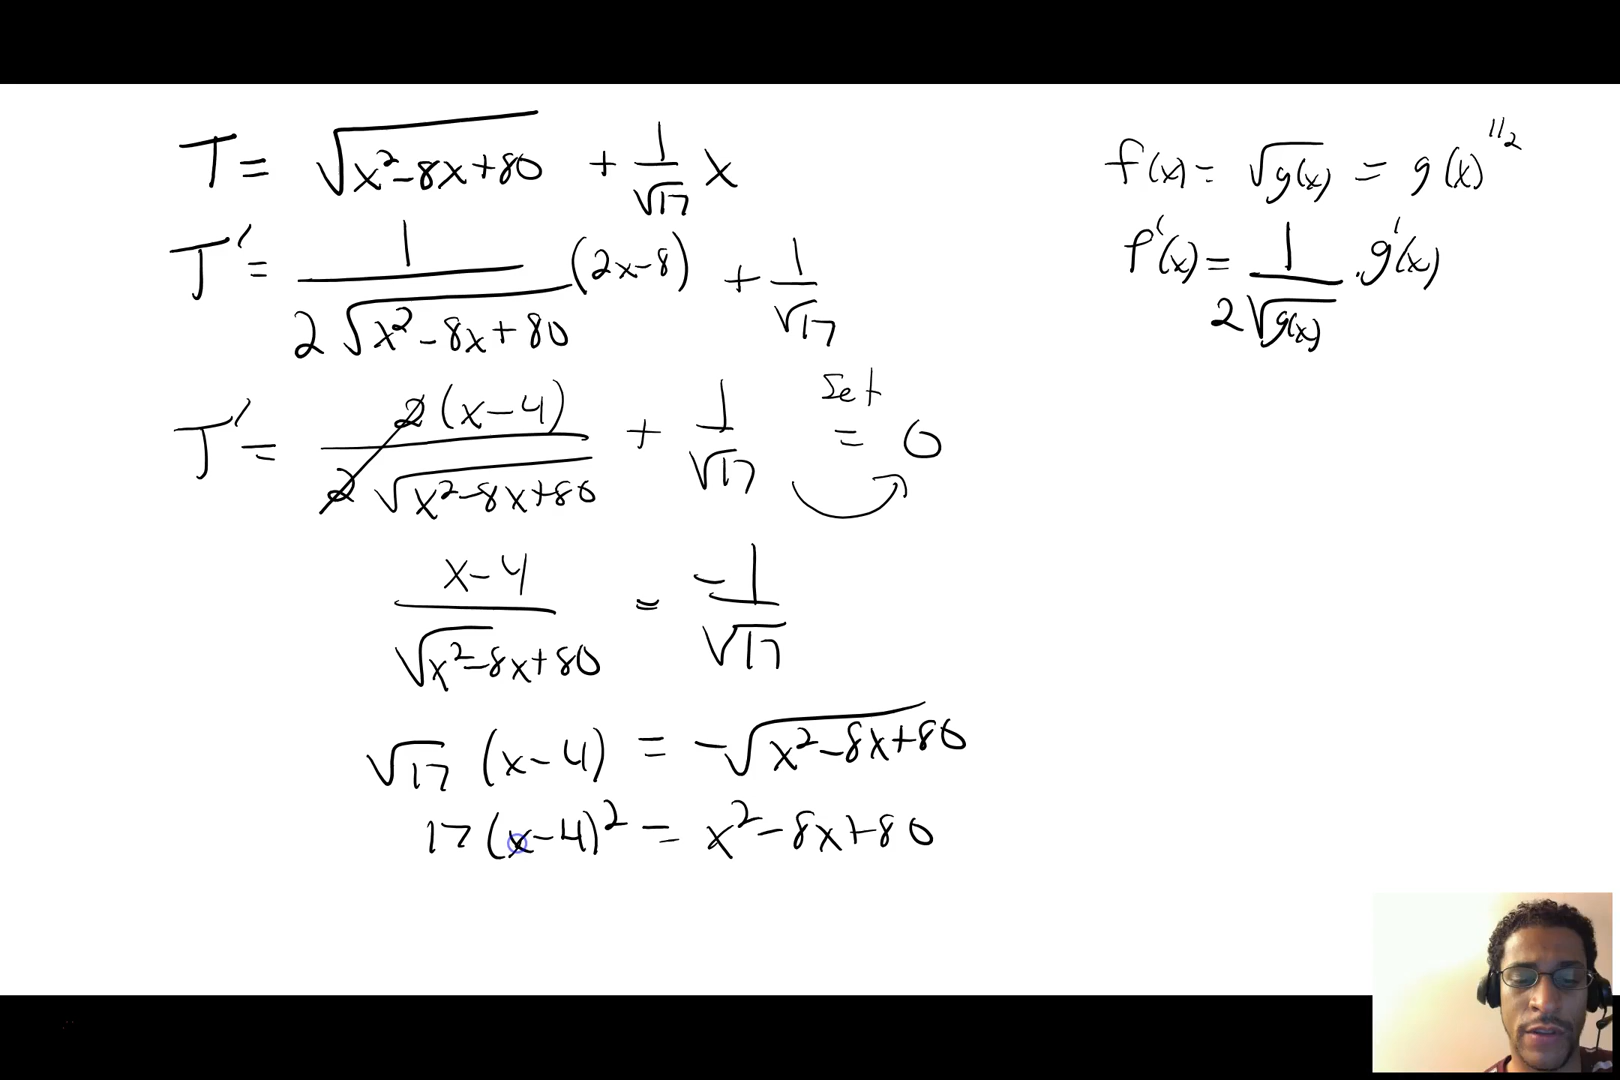 T = √x²-8x+80 + 1/√17 x
T' = 1/2√x²-8x+80 (2x-8) + 1/√17
T' = 2(x-4)/2√x²-8x+80 + 1/√17 set = 0
x-4/√x²-8x+80 = -1/√17
√17 (x-4) = -√x²-8x+80
17(x-4)² = x²-8x+80
f(x) = √g(x) = g(x)^1/2
f'(x) = 1/2√g(x) · g'(x)